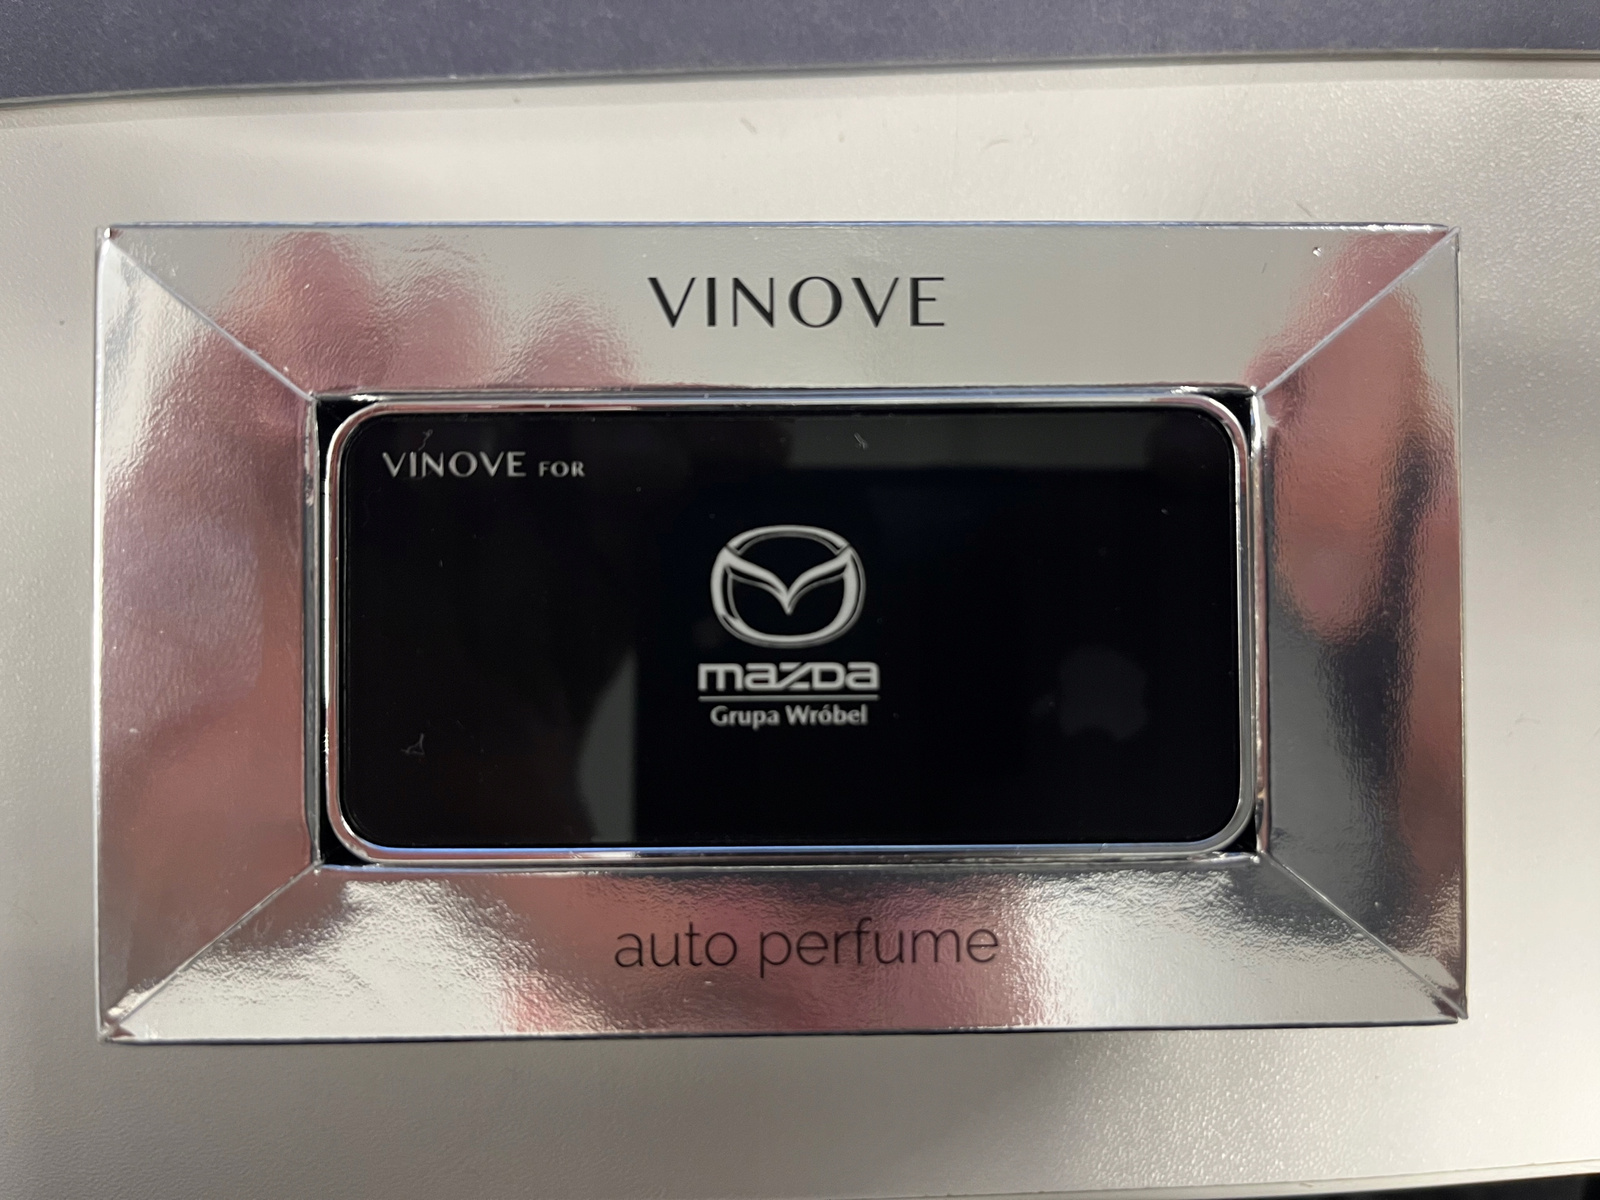 VINOVE
VINOVE FOR
mazda
Grupa Wróbel
auto perfume